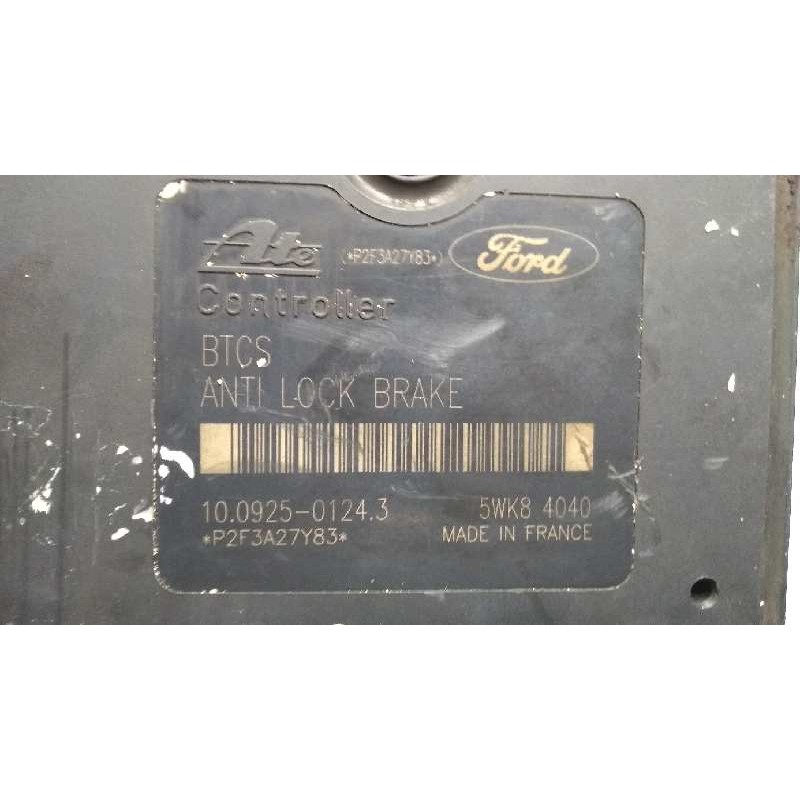 Ate (*P2F3A27Y83*) Ford
Controller
BTCS
ANTI LOCK BRAKE
10.0925-0124.3 5WK8 4040
*P2F3A27Y83* MADE IN FRANCE